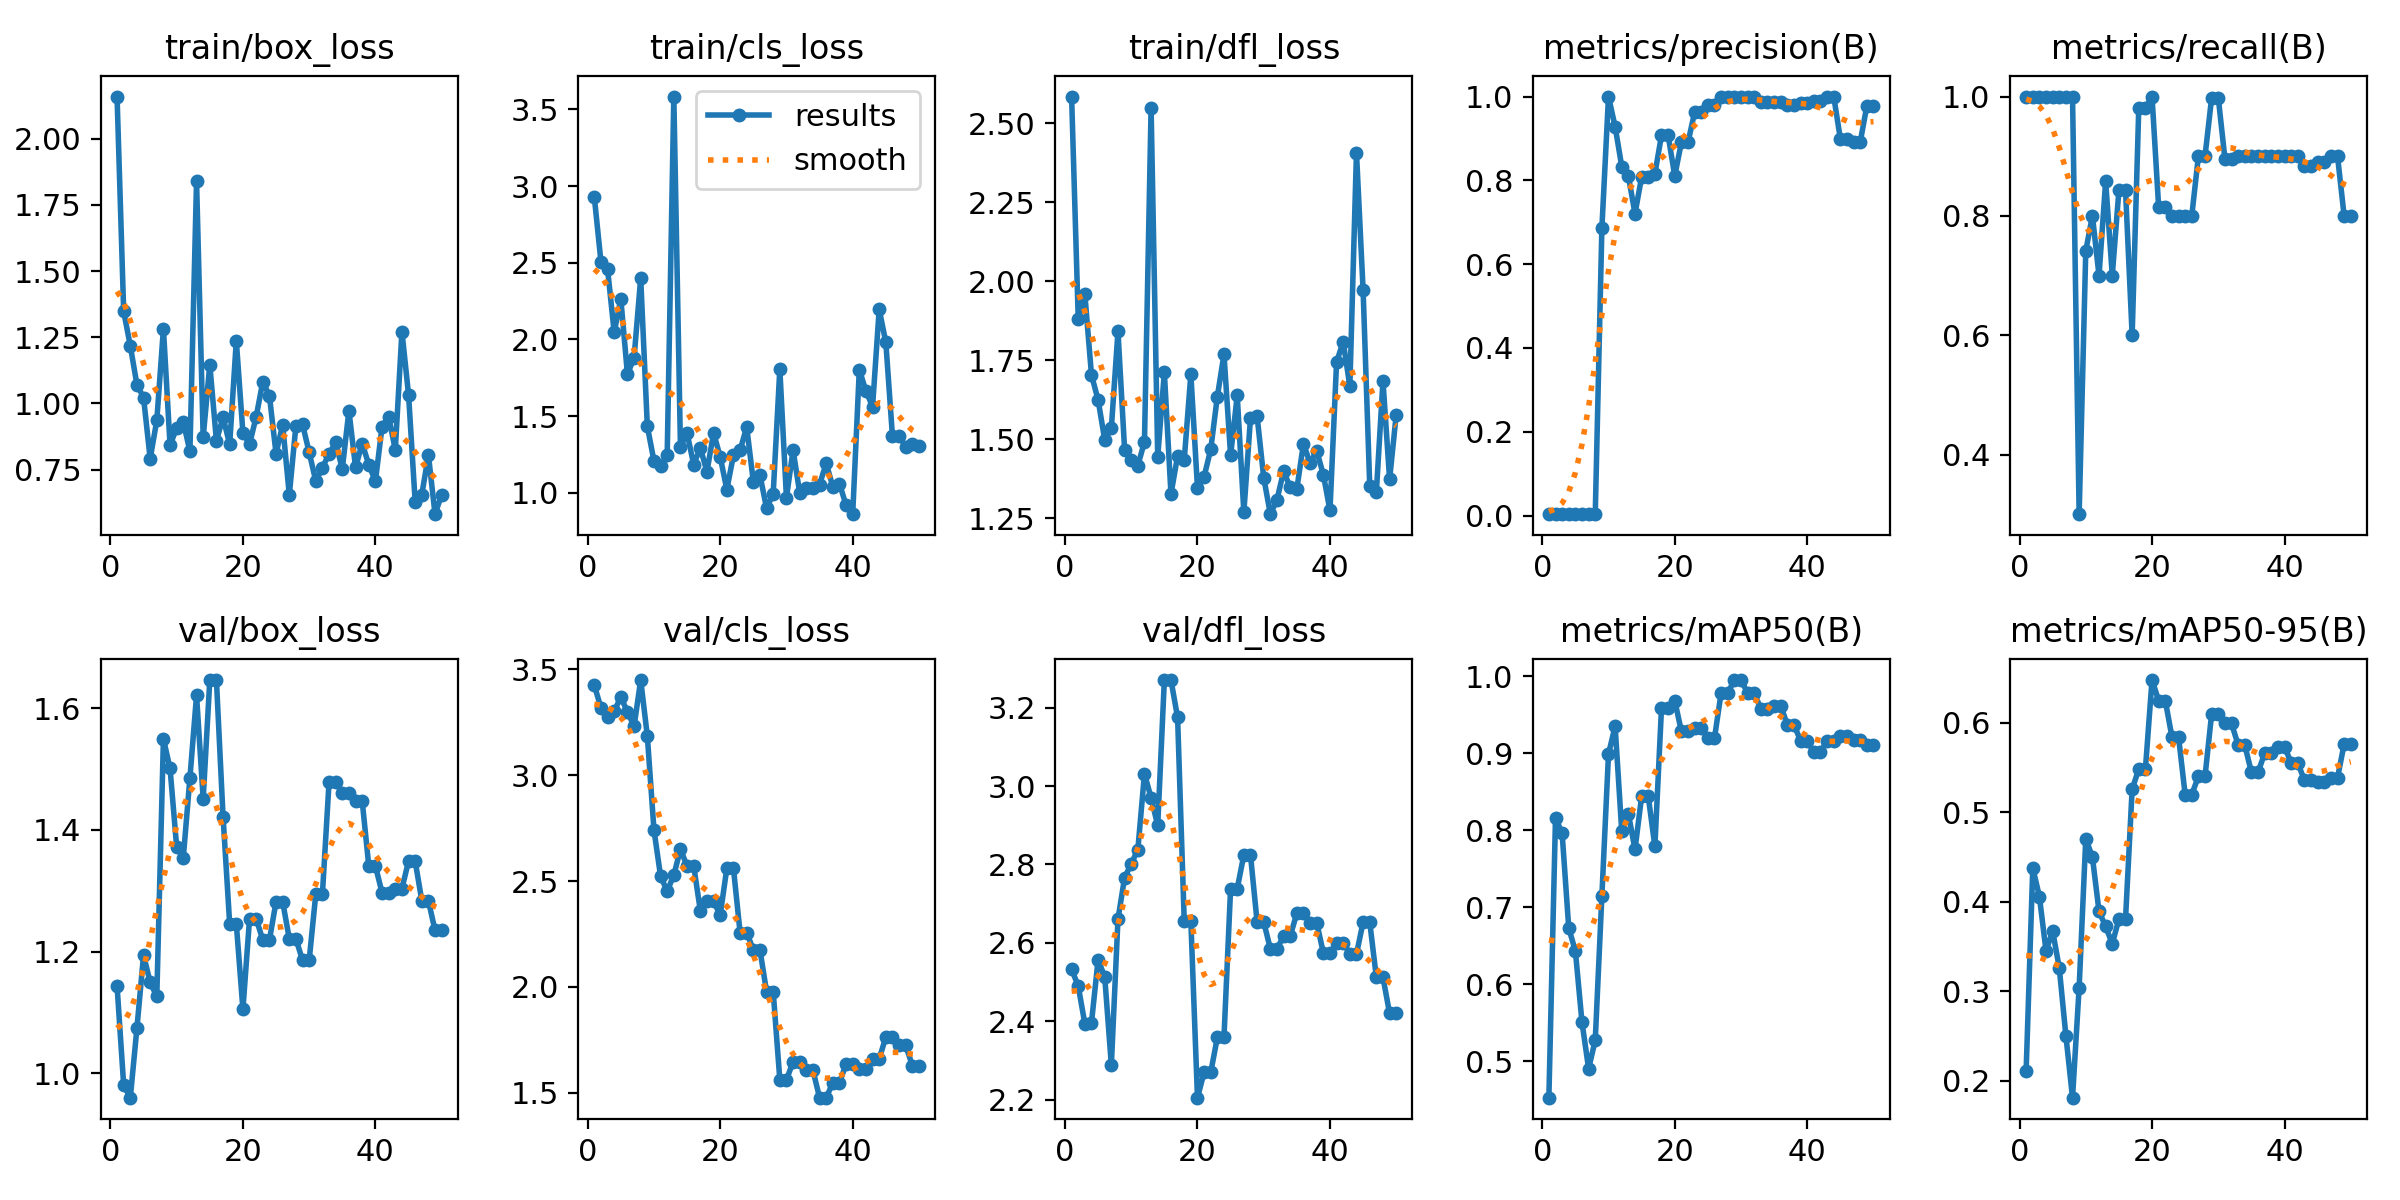 train/box_loss
2.00
1.75
1.50
1.25
1.00
0.75
0 20 40
train/cls_loss
results
smooth
3.5
3.0
2.5
2.0
1.5
1.0
0 20 40
train/dfl_loss
2.50
2.25
2.00
1.75
1.50
1.25
0 20 40
metrics/precision(B)
1.0
0.8
0.6
0.4
0.2
0.0
0 20 40
metrics/recall(B)
1.0
0.8
0.6
0.4
0 20 40
val/box_loss
1.6
1.4
1.2
1.0
0 20 40
val/cls_loss
3.5
3.0
2.5
2.0
1.5
0 20 40
val/dfl_loss
3.2
3.0
2.8
2.6
2.4
2.2
0 20 40
metrics/mAP50(B)
1.0
0.9
0.8
0.7
0.6
0.5
0 20 40
metrics/mAP50-95(B)
0.6
0.5
0.4
0.3
0.2
0 20 40